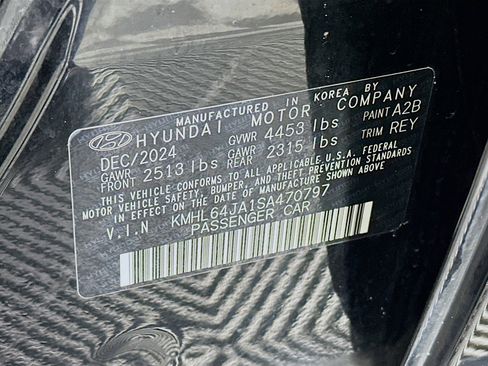 MANUFACTURED IN KOREA BY
HYUNDAI MOTOR COMPANY
DEC/2024 GVWR 4453 lbs PAINT A2B
GAWR FRONT 2513 lbs GAWR REAR 2315 lbs TRIM REY
THIS VEHICLE CONFORMS TO ALL APPLICABLE U.S.A. FEDERAL
MOTOR VEHICLE SAFETY, BUMPER, AND THEFT PREVENTION STANDARDS
IN EFFECT ON THE DATE OF MANUFACTURE SHOWN ABOVE.
V.I.N KMHL64JA1SA470797
PASSENGER CAR